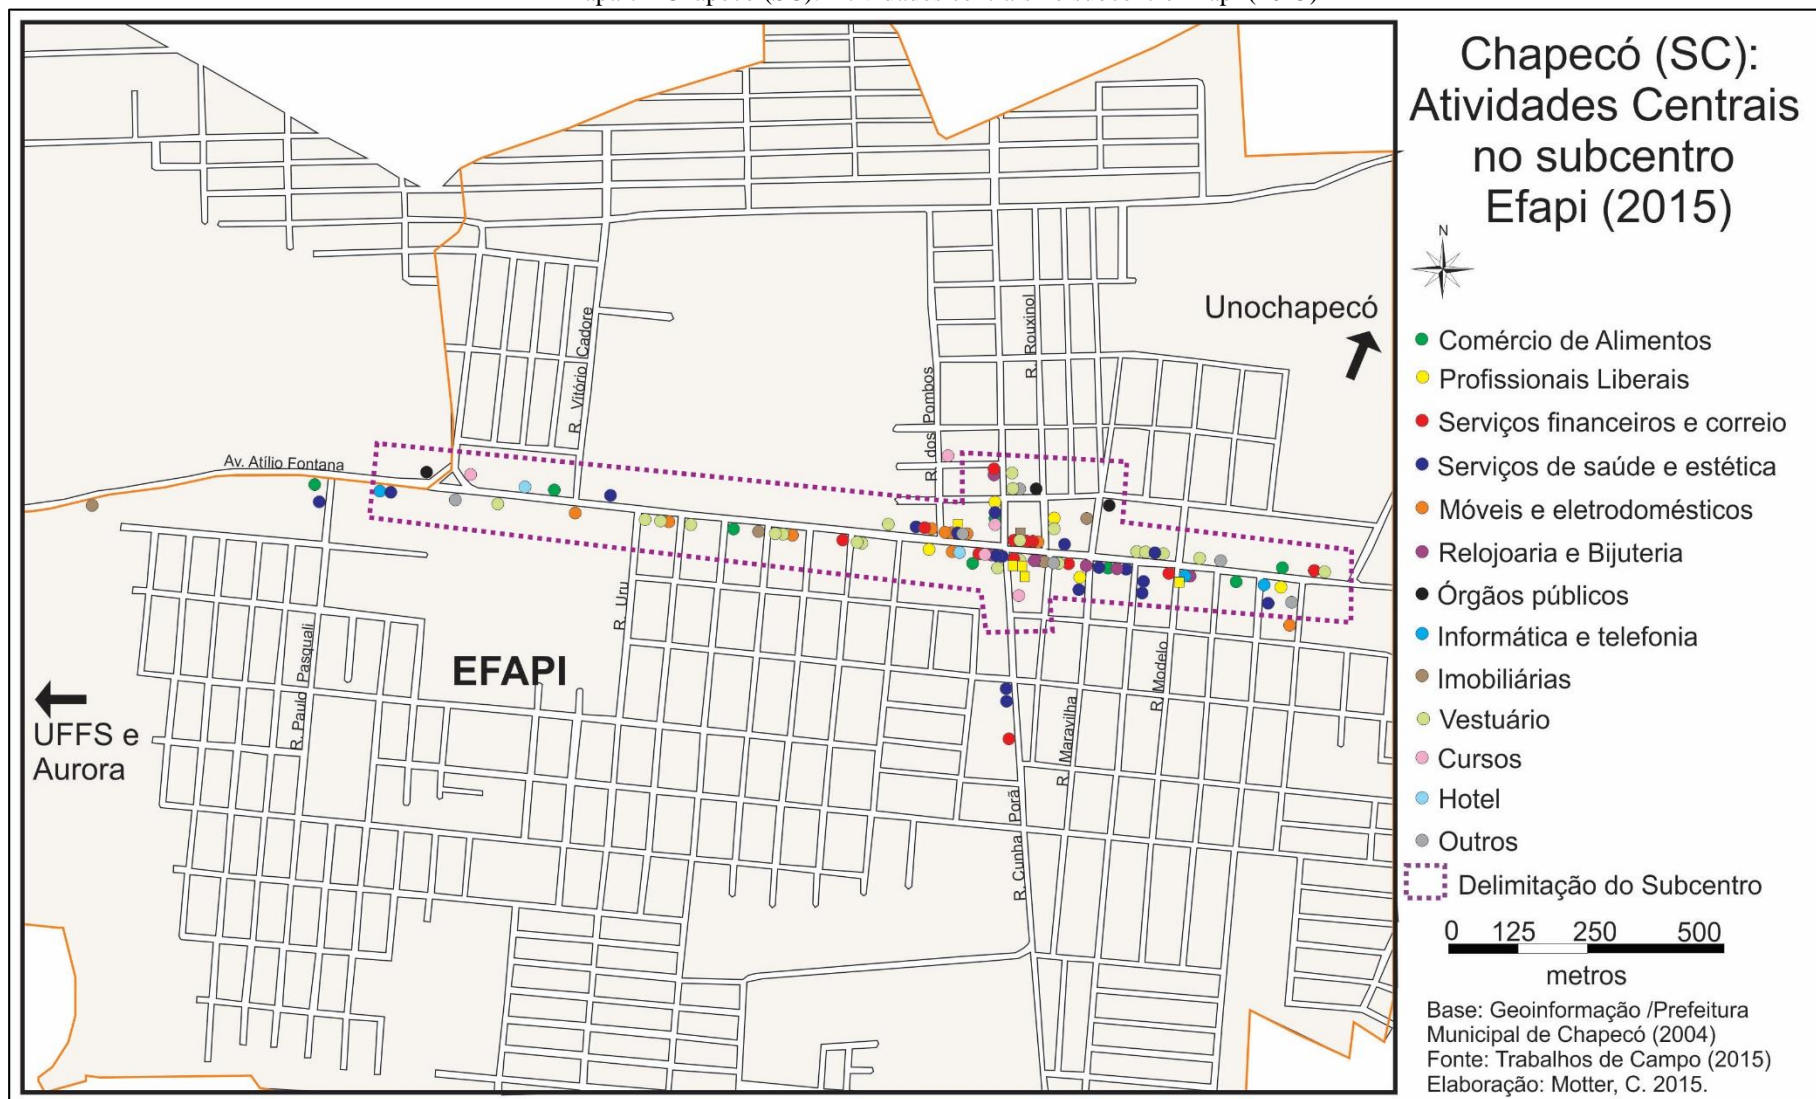 Chapecó (SC):
Atividades Centrais
no subcentro
Efapi (2015)
N
Unochapecó
R. Rouxinol
R. Vitório Cadore
R. dos Pombos
Av. Atílio Fontana
R. Uru
R. Paulo Pasquali
EFAPI
R. Modelo
R. Maravilha
UFFS e
Aurora
R. Cunha Porã
Comércio de Alimentos
Profissionais Liberais
Serviços financeiros e correio
Serviços de saúde e estética
Móveis e eletrodomésticos
Relojoaria e Bijuteria
Órgãos públicos
Informática e telefonia
Imobiliárias
Vestuário
Cursos
Hotel
Outros
Delimitação do Subcentro
0 125 250 500
metros
Base: Geoinformação /Prefeitura
Municipal de Chapecó (2004)
Fonte: Trabalhos de Campo (2015)
Elaboração: Motter, C. 2015.